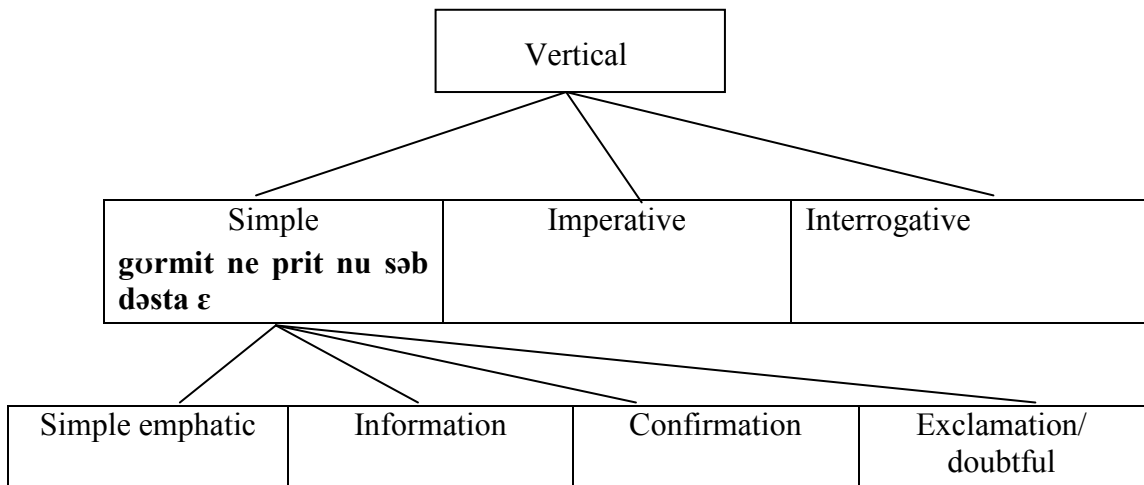 Vertical
Simple Imperative Interrogative
gʊrmit ne prit nu səb
dəsta ɛ
Simple emphatic Information Confirmation Exclamation/
doubtful